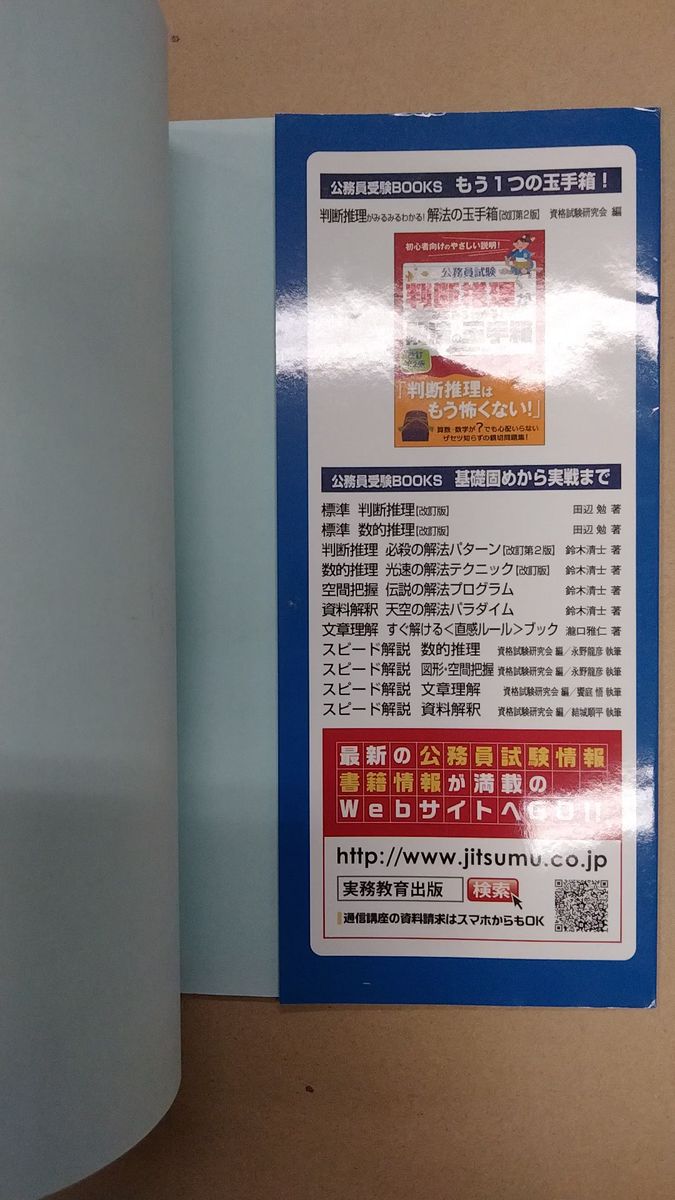 公務員受験BOOKS もう1つの玉手箱！
判断推理がみるみるわかる! 解法の玉手箱[改訂第2版] 資格試験研究会 編
初心者向けのやさしい説明！
公務員試験
判断推理
の玉手箱
「判断推理は
もう怖くない！」
算数・数学が?でも心配いらない
ザセツ知らずの親切問題集！
公務員受験BOOKS 基礎固めから実戦まで
標準 判断推理[改訂版] 田辺 勉 著
標準 数的推理[改訂版] 田辺 勉 著
判断推理 必殺の解法パターン[改訂第2版] 鈴木清士 著
数的推理 光速の解法テクニック[改訂版] 鈴木清士 著
空間把握 伝説の解法プログラム 鈴木清士 著
資料解釈 天空の解法パラダイム 鈴木清士 著
文章理解 すぐ解ける<直感ルール>ブック 瀧口雅仁 著
スピード解説 数的推理 資格試験研究会 編／永野龍彦 執筆
スピード解説 図形・空間把握 資格試験研究会 編／永野龍彦 執筆
スピード解説 文章理解 資格試験研究会 編／饗庭 悟 執筆
スピード解説 資料解釈 資格試験研究会 編／結城順平 執筆
最新の公務員試験情報
書籍情報が満載の
WebサイトへGO!!
http://www.jitsumu.co.jp
実務教育出版 検索
通信講座の資料請求はスマホからもOK